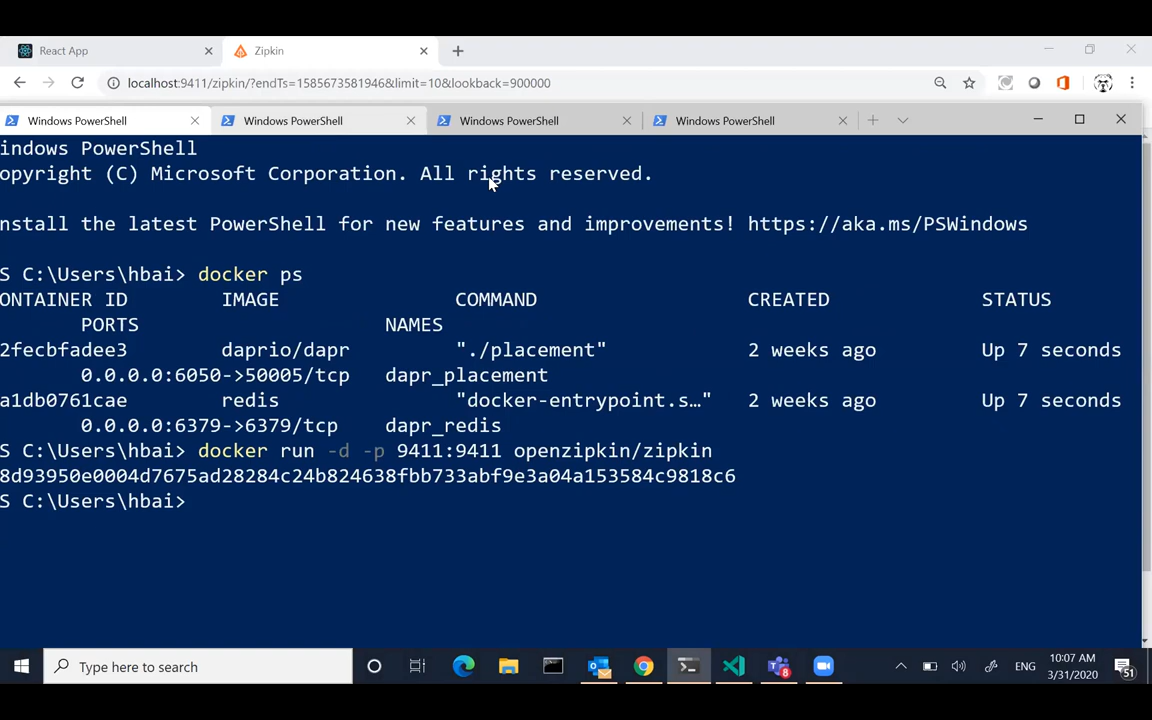 React App
Zipkin
localhost:9411/zipkin/?endTs=1585673581946&limit=10&lookback=900000
Windows PowerShell
Windows PowerShell
Windows PowerShell
Windows PowerShell
indows PowerShell
opyright (C) Microsoft Corporation. All rights reserved.
nstall the latest PowerShell for new features and improvements! https://aka.ms/PSWindows
S C:\Users\hbai> docker ps
ONTAINER ID IMAGE COMMAND CREATED STATUS
PORTS NAMES
2fecbfadee3 daprio/dapr "./placement" 2 weeks ago Up 7 seconds
0.0.0.0:6050->50005/tcp dapr_placement
a1db0761cae redis "docker-entrypoint.s…" 2 weeks ago Up 7 seconds
0.0.0.0:6379->6379/tcp dapr_redis
S C:\Users\hbai> docker run -d -p 9411:9411 openzipkin/zipkin
8d93950e0004d7675ad28284c24b824638fbb733abf9e3a04a153584c9818c6
S C:\Users\hbai>
Type here to search
8
ENG
10:07 AM
3/31/2020
51